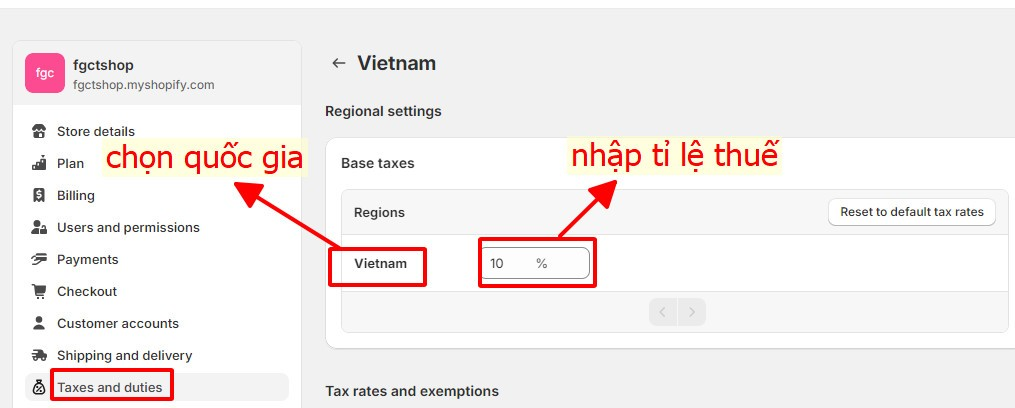 fgc
fgctshop
fgctshop.myshopify.com
Store details
Plan
Billing
Users and permissions
Payments
Checkout
Customer accounts
Shipping and delivery
Taxes and duties
Vietnam
Regional settings
chọn quốc gia
nhập tỉ lệ thuế
Base taxes
Regions
Reset to default tax rates
Vietnam
10 %
Tax rates and exemptions